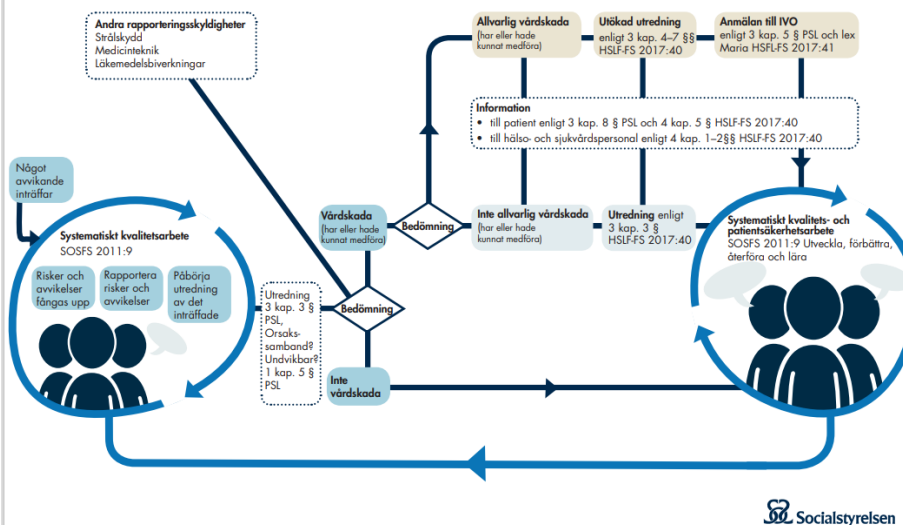 Andra rapporteringsskyldigheter
Strålskydd
Medicinteknik
Läkemedelsbiverkningar
Allvarlig vårdskada
(har eller hade
kunnat medföra)
Utökad utredning
enligt 3 kap. 4–7 §§
HSLF-FS 2017:40
Anmälan till IVO
enligt 3 kap. 5 § PSL och lex
Maria HSFL-FS 2017:41
Information
• till patient enligt 3 kap. 8 § PSL och 4 kap. 5 § HSLF-FS 2017:40
• till hälso- och sjukvårdspersonal enligt 4 kap. 1–2§§ HSLF-FS 2017:40
Något
avvikande
inträffar
Systematiskt kvalitetsarbete
SOSFS 2011:9
Risker och
avvikelser
fångas upp
Rapportera
risker och
avvikelser
Påbörja
utredning
av det
inträffade
Utredning
3 kap. 3 §
PSL,
Orsaks-
samband?
Undvikbar?
1 kap. 5 §
PSL
Bedömning
Vårdskada
(har eller hade
kunnat medföra)
Bedömning
Inte allvarlig vårdskada
(har eller hade
kunnat medföra)
Utredning enligt
3 kap. 3 §
HSLF-FS 2017:40
Inte
vårdskada
Systematiskt kvalitets- och
patientsäkerhetsarbete
SOSFS 2011:9 Utveckla, förbättra,
återföra och lära
Socialstyrelsen